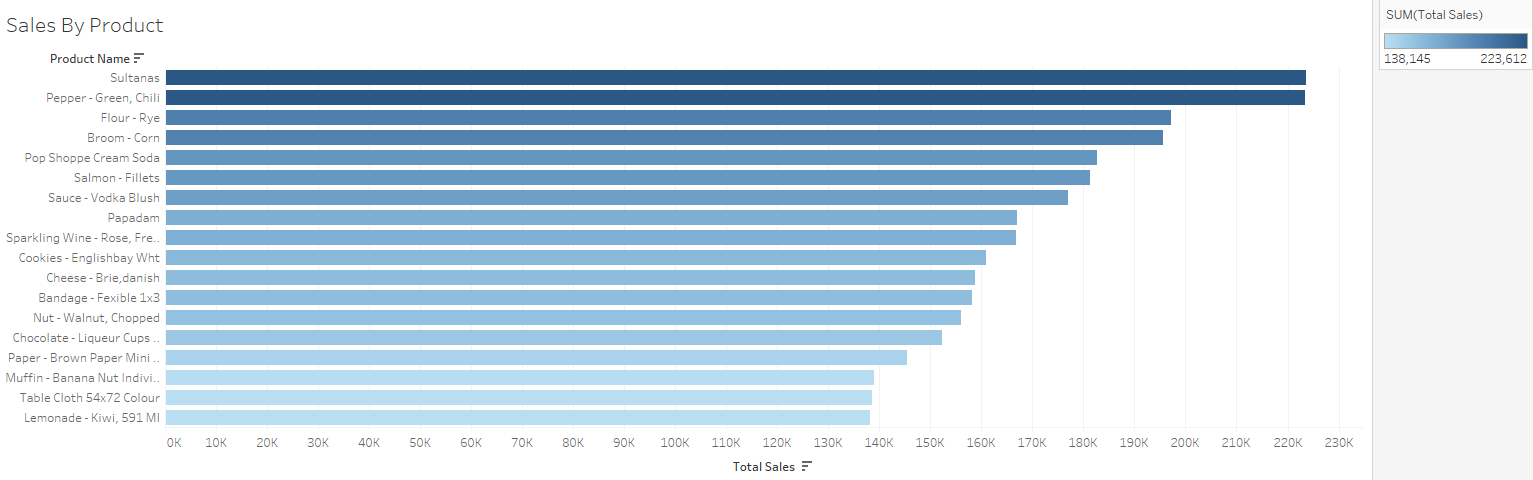 Sales By Product
SUM(Total Sales)
138,145 223,612
Product Name
Sultanas
Pepper - Green, Chili
Flour - Rye
Broom - Corn
Pop Shoppe Cream Soda
Salmon - Fillets
Sauce - Vodka Blush
Papadam
Sparkling Wine - Rose, Fre..
Cookies - Englishbay Wht
Cheese - Brie,danish
Bandage - Fexible 1x3
Nut - Walnut, Chopped
Chocolate - Liqueur Cups ..
Paper - Brown Paper Mini ..
Muffin - Banana Nut Indivi..
Table Cloth 54x72 Colour
Lemonade - Kiwi, 591 Ml
0K 10K 20K 30K 40K 50K 60K 70K 80K 90K 100K 110K 120K 130K 140K 150K 160K 170K 180K 190K 200K 210K 220K 230K
Total Sales